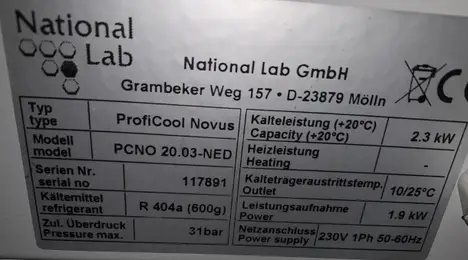 National
Lab
National Lab GmbH
Grambeker Weg 157 · D-23879 Mölln
CE
Typ
type
ProfiCool Novus
Modell
model
PCNO 20.03-NED
Serien Nr.
serial no
117891
Kältemittel
refrigerant
R 404a (600g)
Zul. Überdruck
Pressure max.
31bar
Kälteleistung (+20°C)
Capacity (+20°C)
2.3 kW
Heizleistung
Heating
-
Kälteträgeraustrittstemp.
Outlet
10/25°C
Leistungsaufnahme
Power
1.9 kW
Netzanschluss
Power supply
230V 1Ph 50-60Hz